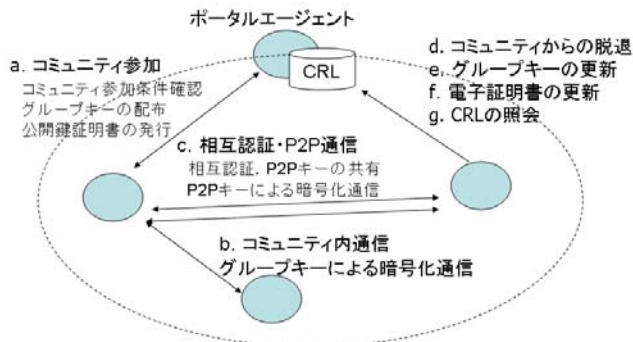 ポータルエージェント
CRL
a. コミュニティ参加
コミュニティ参加条件確認
グループキーの配布
公開鍵証明書の発行
d. コミュニティからの脱退
e. グループキーの更新
f. 電子証明書の更新
g. CRLの照会
c. 相互認証・P2P通信
相互認証, P2Pキーの共有
P2Pキーによる暗号化通信
b. コミュニティ内通信
グループキーによる暗号化通信